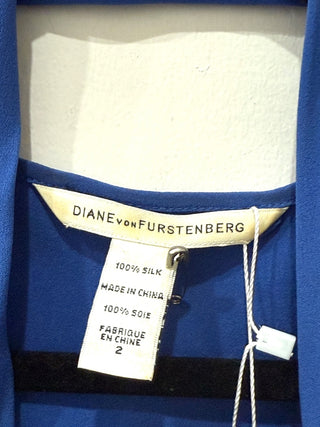 DIANE VON FURSTENBERG
100% SILK
MADE IN CHINA
100% SOIE
FABRIQUE
EN CHINE
2